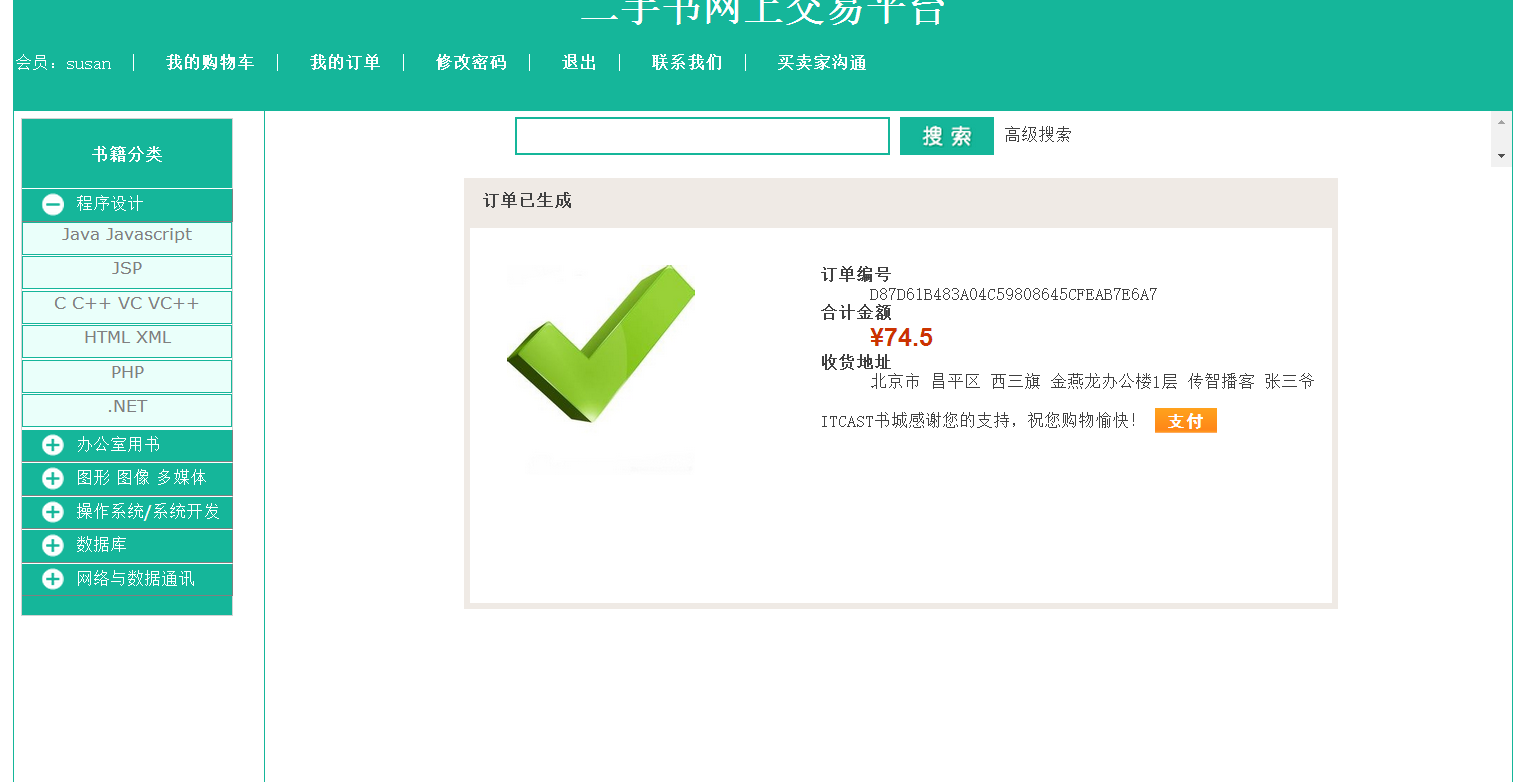 二手书网上交易平台
会员：susan 我的购物车 我的订单 修改密码 退出 联系我们 买卖家沟通
搜索 高级搜索
书籍分类
程序设计
Java Javascript
JSP
C C++ VC VC++
HTML XML
PHP
.NET
办公室用书
图形 图像 多媒体
操作系统/系统开发
数据库
网络与数据通讯
订单已生成
订单编号
D87D61B483A04C59808645CFEAB7E6A7
合计金额
¥74.5
收货地址
北京市 昌平区 西三旗 金燕龙办公楼1层 传智播客 张三爷
ITCAST书城感谢您的支持，祝您购物愉快！ 支付